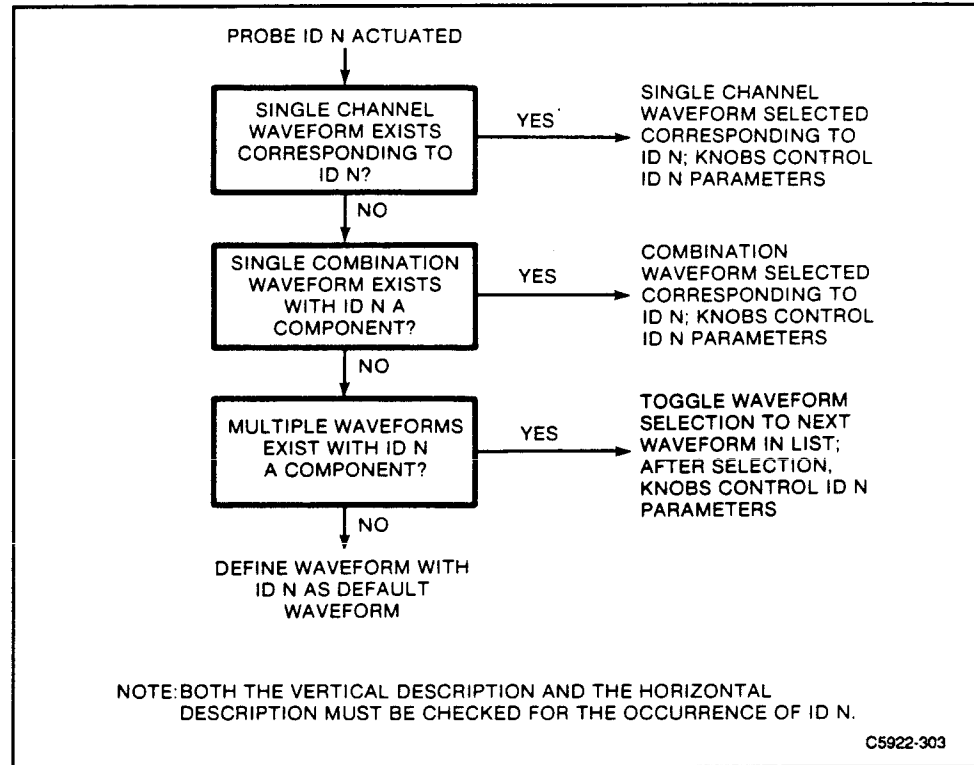 PROBE ID N ACTUATED
SINGLE CHANNEL
WAVEFORM EXISTS
CORRESPONDING TO
ID N?
YES
SINGLE CHANNEL
WAVEFORM SELECTED
CORRESPONDING TO
ID N; KNOBS CONTROL
ID N PARAMETERS
NO
SINGLE COMBINATION
WAVEFORM EXISTS
WITH ID N A
COMPONENT?
YES
COMBINATION
WAVEFORM SELECTED
CORRESPONDING TO
ID N; KNOBS CONTROL
ID N PARAMETERS
NO
MULTIPLE WAVEFORMS
EXIST WITH ID N
A COMPONENT?
YES
TOGGLE WAVEFORM
SELECTION TO NEXT
WAVEFORM IN LIST;
AFTER SELECTION,
KNOBS CONTROL ID N
PARAMETERS
NO
DEFINE WAVEFORM WITH
ID N AS DEFAULT
WAVEFORM
NOTE: BOTH THE VERTICAL DESCRIPTION AND THE HORIZONTAL
DESCRIPTION MUST BE CHECKED FOR THE OCCURRENCE OF ID N.
C5922-303